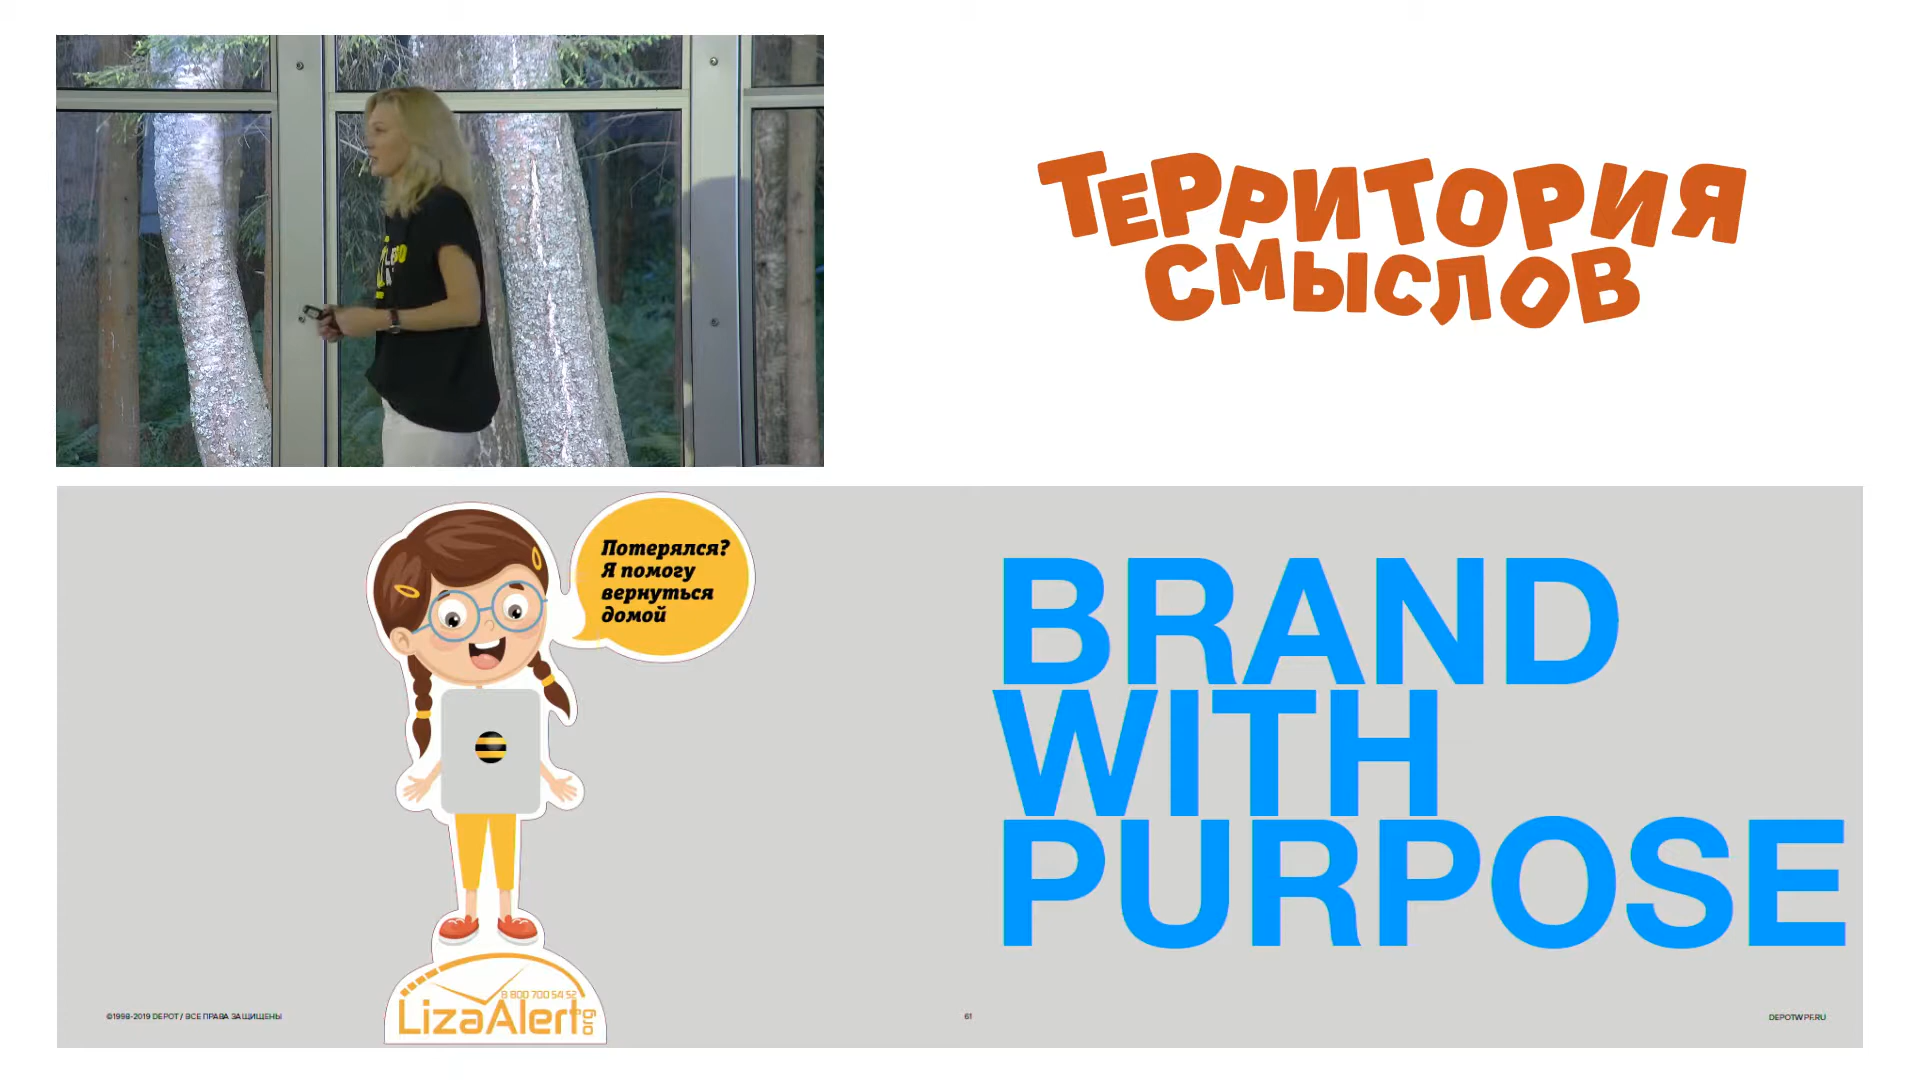 ТЕРРИТОРИЯ
СМЫСЛОВ
Потерялся?
Я помогу
вернуться
домой
BRAND
WITH
PURPOSE
8 800 700 54 52
LizaAlert.org
©1998-2019 DEPOT / ВСЕ ПРАВА ЗАЩИЩЕНЫ
61
DEPOTWPF.RU